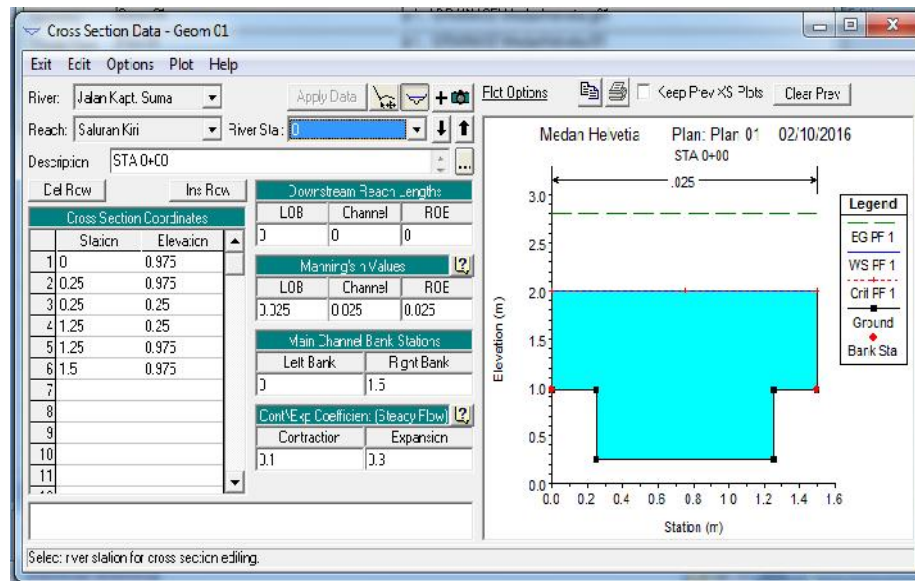 Cross Section Data - Geom 01
Exit Edit Options Plot Help
River: Jalan Kapt. Suma
Apply Data
Plot Options
Keep Prev XS Plots
Clear Prev
Reach: Saluran Kiri
River Sta.: 0
Description STA 0+00
...
Del Row
Ins Row
Cross Section Coordinates
Station Elevation
1 0 0.975
2 0.25 0.975
3 0.25 0.25
4 1.25 0.25
5 1.25 0.975
6 1.5 0.975
7
8
9
10
11
Downstream Reach Lengths
LOB Channel ROB
0 0 0
Manning's n Values
LOB Channel ROB
0.025 0.025 0.025
Main Channel Bank Stations
Left Bank Right Bank
0 1.5
Cont\Exp Coefficient (Steady Flow)
Contraction Expansion
0.1 0.3
Medan Helvetia Plan: Plan 01 02/10/2016
STA 0+00
.025
3.0
2.5
2.0
1.5
1.0
0.5
0.0
Elevation (m)
0.0 0.2 0.4 0.6 0.8 1.0 1.2 1.4 1.6
Station (m)
Legend
EG PF 1
WS PF 1
Crit PF 1
Ground
Bank Sta
Select river station for cross section editing.